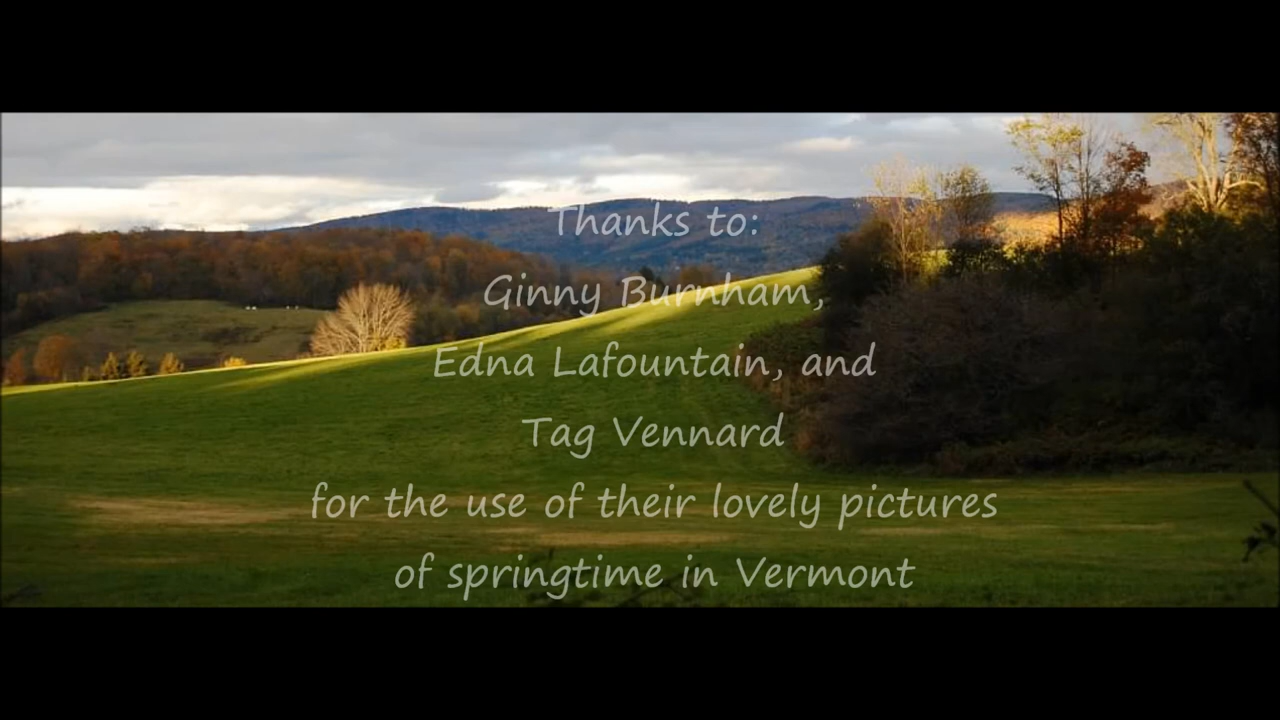 Thanks to:
Ginny Burnham,
Edna Lafountain, and
Tag Vennard
for the use of their lovely pictures
of springtime in Vermont